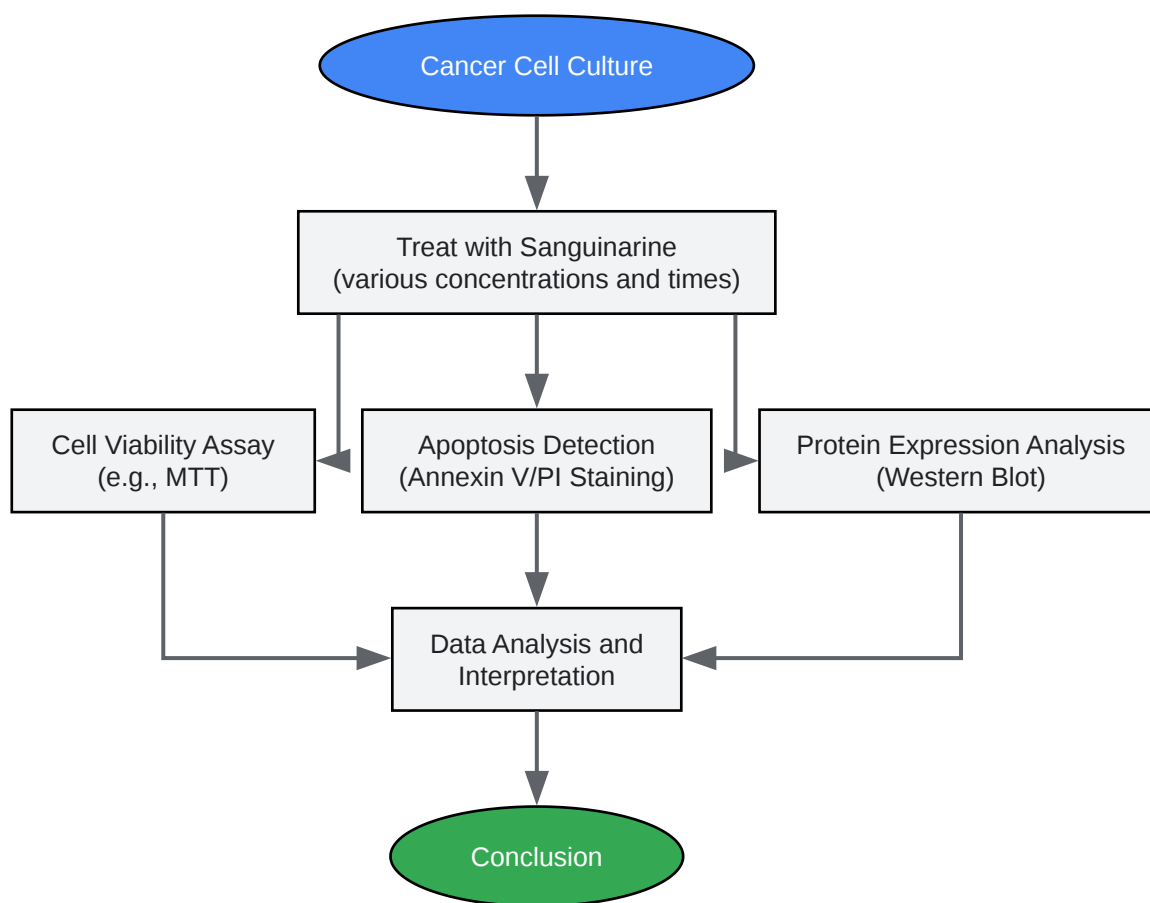 Cancer Cell Culture
Treat with Sanguinarine
(various concentrations and times)
Cell Viability Assay
(e.g., MTT)
Apoptosis Detection
(Annexin V/PI Staining)
Protein Expression Analysis
(Western Blot)
Data Analysis and
Interpretation
Conclusion